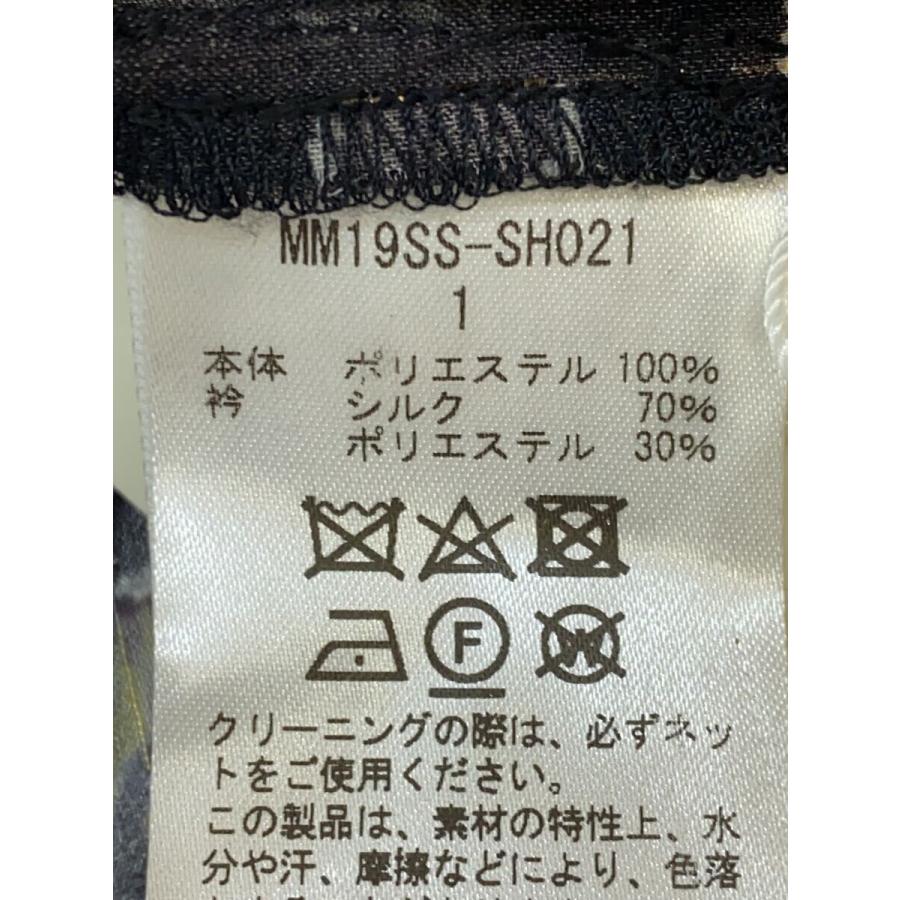 MM19SS-SH021
1
本体 ポリエステル 100%
衿 シルク 70%
ポリエステル 30%
F
W
クリーニングの際は、必ずネッ
トをご使用ください。
この製品は、素材の特性上、水
分や汗、摩擦などにより、色落